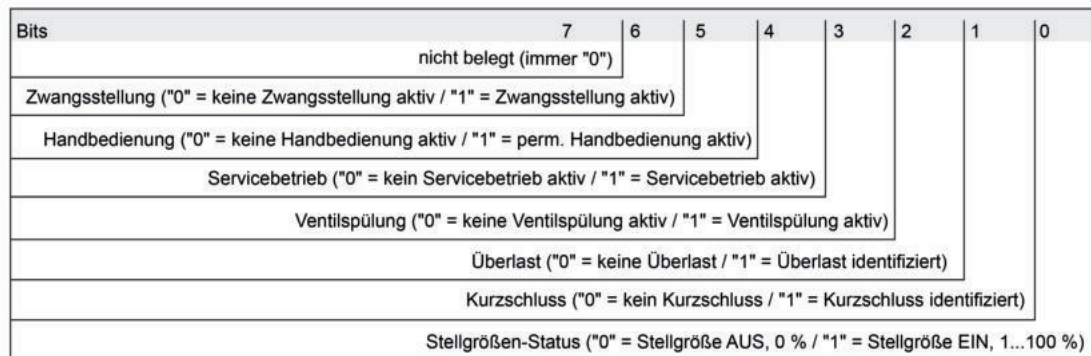 Bits 7 6 5 4 3 2 1 0
nicht belegt (immer "0")
Zwangsstellung ("0" = keine Zwangsstellung aktiv / "1" = Zwangsstellung aktiv)
Handbedienung ("0" = keine Handbedienung aktiv / "1" = perm. Handbedienung aktiv)
Servicebetrieb ("0" = kein Servicebetrieb aktiv / "1" = Servicebetrieb aktiv)
Ventilspülung ("0" = keine Ventilspülung aktiv / "1" = Ventilspülung aktiv)
Überlast ("0" = keine Überlast / "1" = Überlast identifiziert)
Kurzschluss ("0" = kein Kurzschluss / "1" = Kurzschluss identifiziert)
Stellgrößen-Status ("0" = Stellgröße AUS, 0 % / "1" = Stellgröße EIN, 1...100 %)